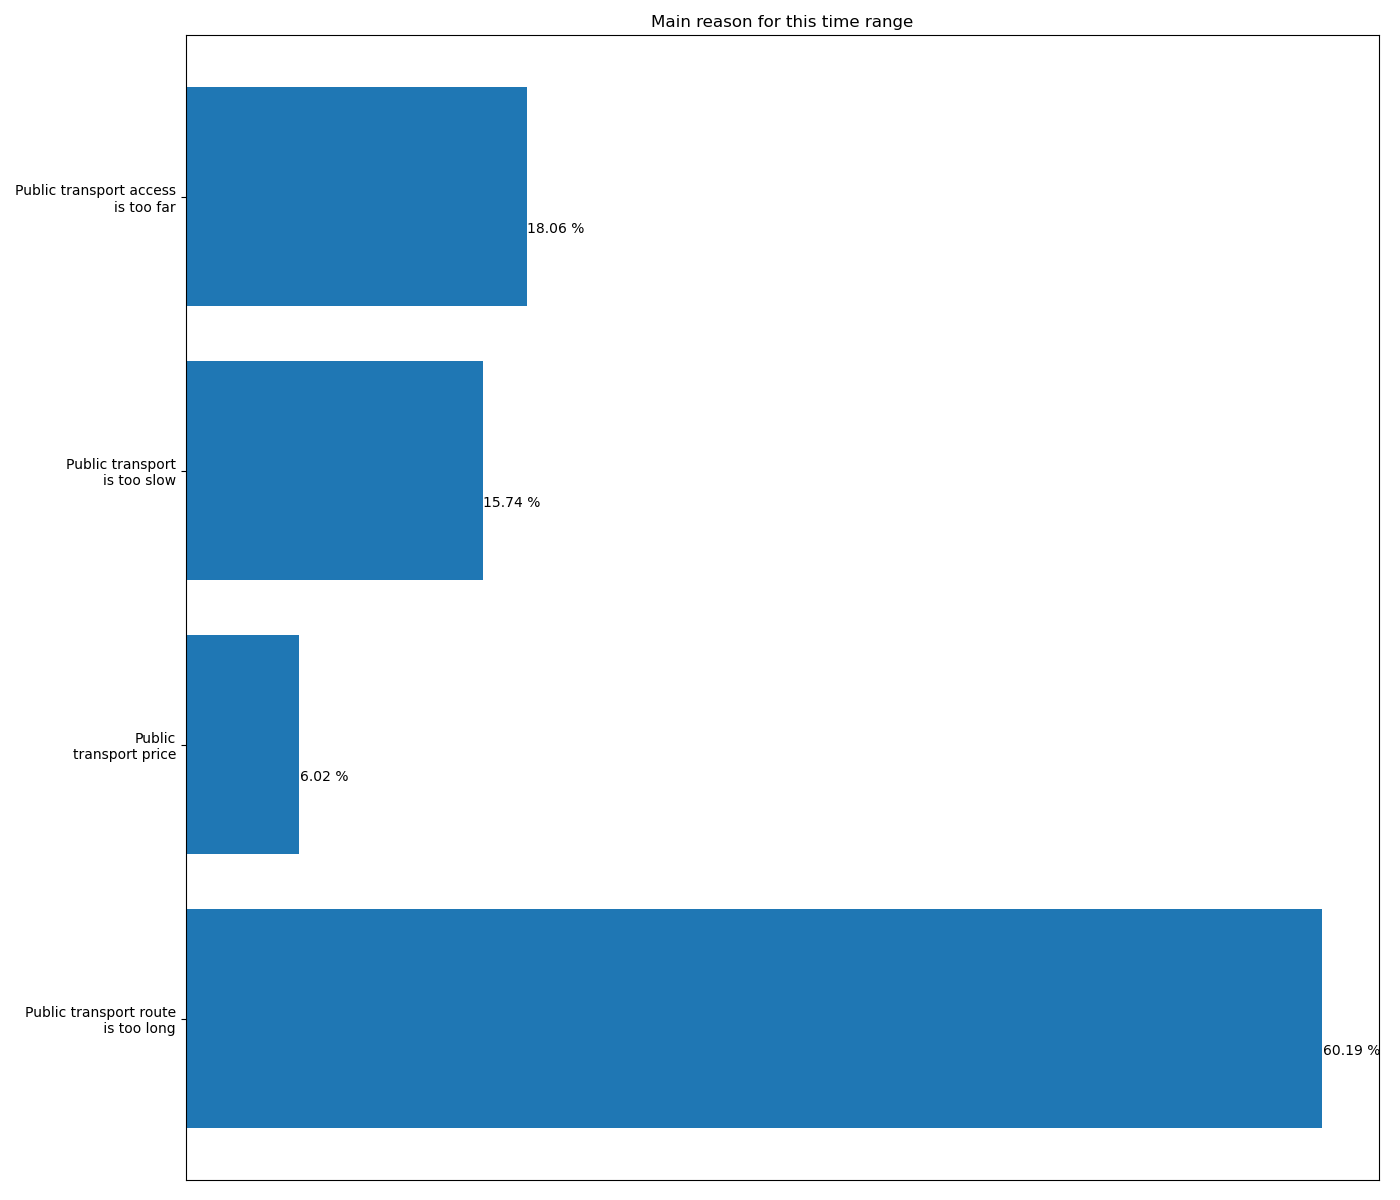 Main reason for this time range
Public transport access
is too far
18.06 %
Public transport
is too slow
15.74 %
Public
transport price
6.02 %
Public transport route
is too long
60.19 %